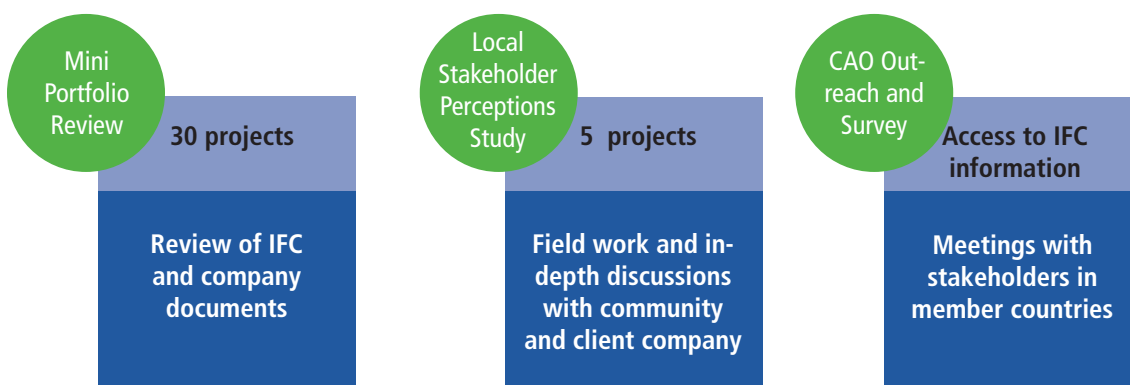 Mini
Portfolio
Review
30 projects
Review of IFC
and company
documents
Local
Stakeholder
Perceptions
Study
5 projects
Field work and in-
depth discussions
with community
and client company
CAO Out-
reach and
Survey
Access to IFC
information
Meetings with
stakeholders in
member countries